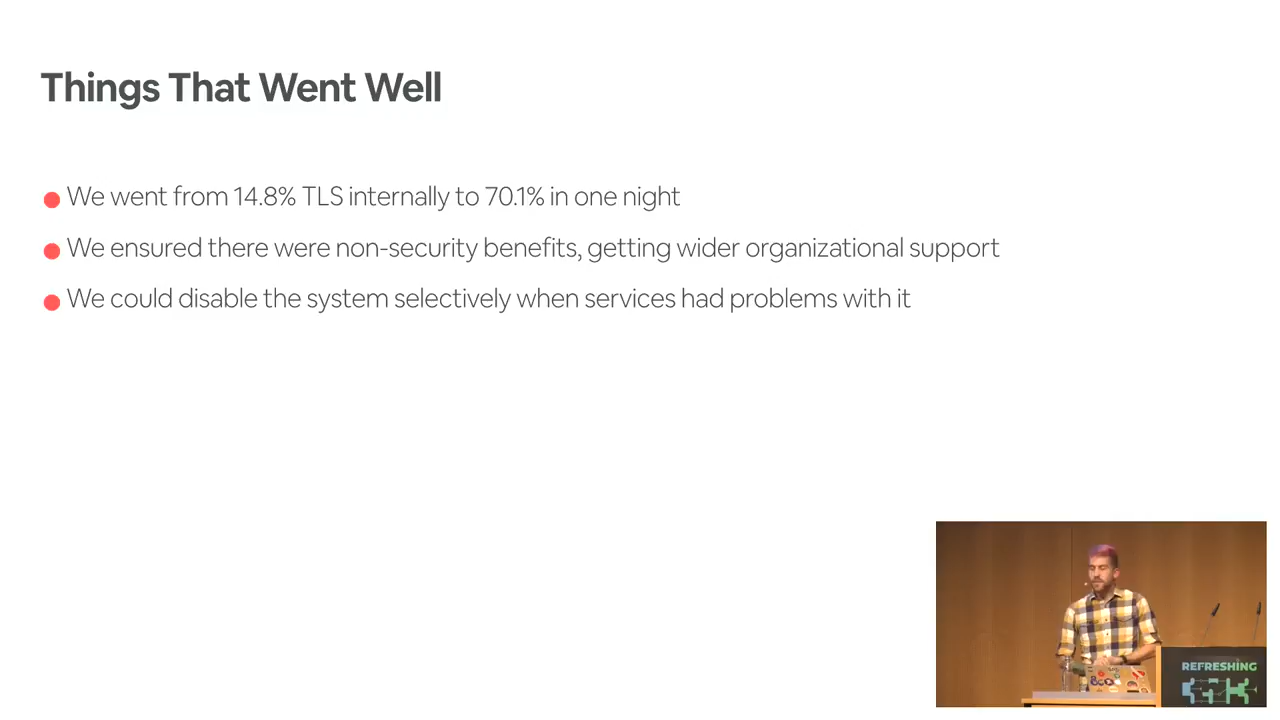 Things That Went Well
We went from 14.8% TLS internally to 70.1% in one night
We ensured there were non-security benefits, getting wider organizational support
We could disable the system selectively when services had problems with it
REFRESHING